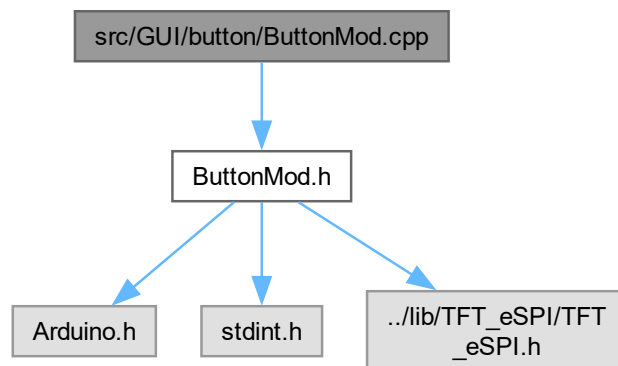 src/GUI/button/ButtonMod.cpp
ButtonMod.h
Arduino.h
stdint.h
../lib/TFT_eSPI/TFT
_eSPI.h